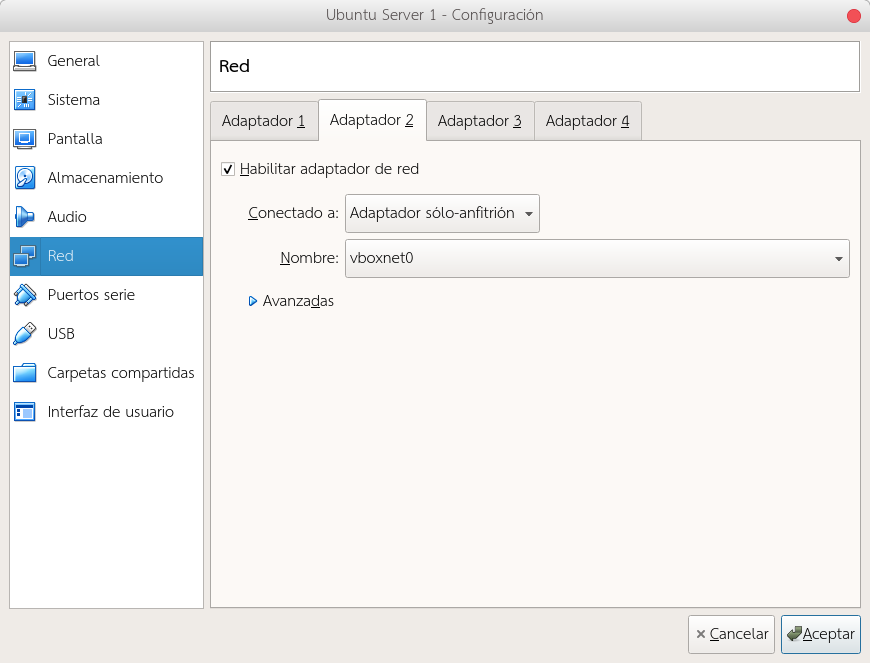 Ubuntu Server 1 - Configuración
General
Sistema
Pantalla
Almacenamiento
Audio
Red
Puertos serie
USB
Carpetas compartidas
Interfaz de usuario
Red
Adaptador 1 Adaptador 2 Adaptador 3 Adaptador 4
Habilitar adaptador de red
Conectado a: Adaptador sólo-anfitrión
Nombre: vboxnet0
Avanzadas
Cancelar Aceptar